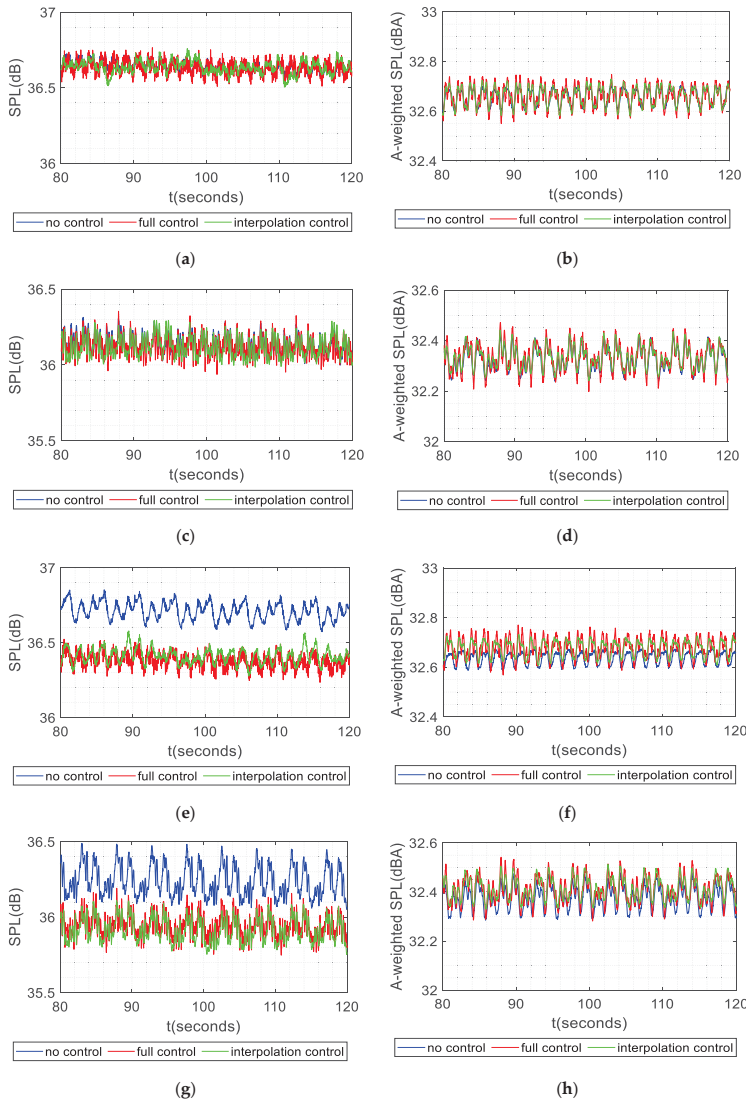 37
36.5
36
SPL(dB)
80 90 100 110 120
t(seconds)
no control full control interpolation control
(a)
33
32.8
32.6
32.4
A-weighted SPL(dBA)
80 90 100 110 120
t(seconds)
no control full control interpolation control
(b)
36.5
36
35.5
SPL(dB)
80 90 100 110 120
t(seconds)
no control full control interpolation control
(c)
32.6
32.4
32.2
32
A-weighted SPL(dBA)
80 90 100 110 120
t(seconds)
no control full control interpolation control
(d)
37
36.5
36
SPL(dB)
80 90 100 110 120
t(seconds)
no control full control interpolation control
(e)
33
32.8
32.6
32.4
A-weighted SPL(dBA)
80 90 100 110 120
t(seconds)
no control full control interpolation control
(f)
36.5
36
35.5
SPL(dB)
80 90 100 110 120
t(seconds)
no control full control interpolation control
(g)
32.6
32.4
32.2
32
A-weighted SPL(dBA)
80 90 100 110 120
t(seconds)
no control full control interpolation control
(h)